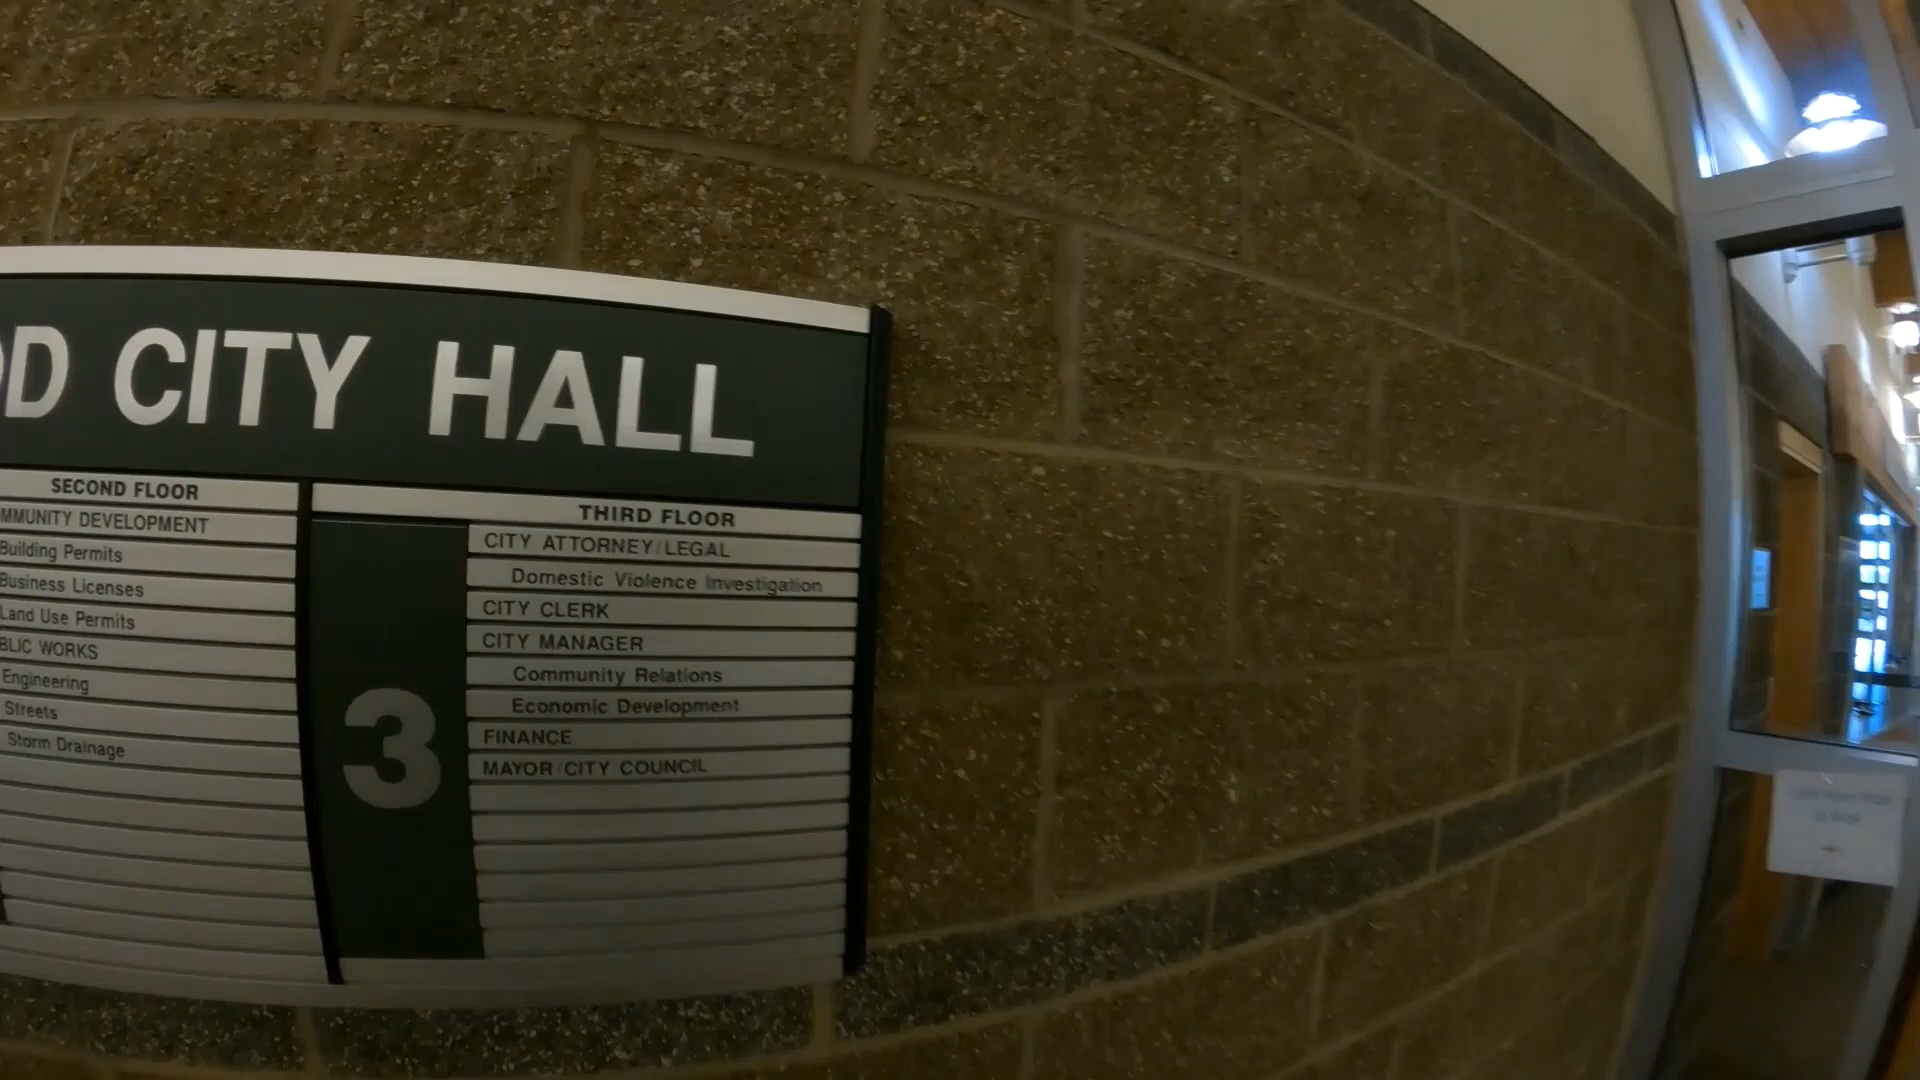 CITY HALL
SECOND FLOOR
DEVELOPMENT
Building Permits
Business Licenses
Land Use Permits
WORKS
Engineering
Streets
Storm Drainage
3
THIRD FLOOR
CITY ATTORNEY/LEGAL
Domestic Violence Investigation
CITY CLERK
CITY MANAGER
Community Relations
Economic Development
FINANCE
MAYOR/CITY COUNCIL